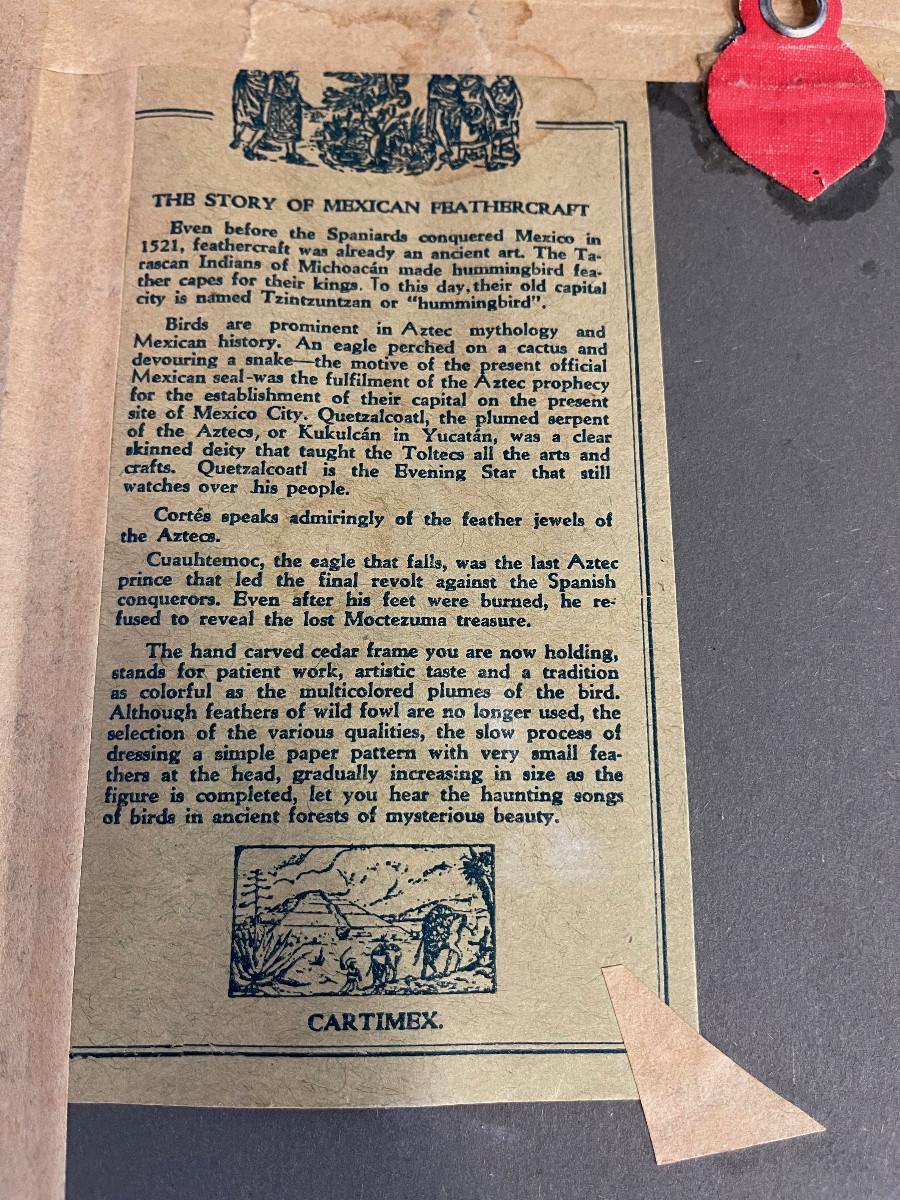 THE STORY OF MEXICAN FEATHERCRAFT
Even before the Spaniards conquered Mexico in
1521, feathercraft was already an ancient art. The Ta-
rascan Indians of Michoacán made hummingbird fea-
ther capes for their kings. To this day, their old capital
city is named Tzintzuntzan or "hummingbird".
Birds are prominent in Aztec mythology and
Mexican history. An eagle perched on a cactus and
devouring a snake—the motive of the present official
Mexican seal-was the fulfilment of the Aztec prophecy
for the establishment of their capital on the present
site of Mexico City. Quetzalcoatl, the plumed serpent
of the Aztecs, or Kukulcán in Yucatán, was a clear
skinned deity that taught the Toltecs all the arts and
crafts. Quetzalcoatl is the Evening Star that still
watches over his people.
Cortés speaks admiringly of the feather jewels of
the Aztecs.
Cuauhtemoc, the eagle that falls, was the last Aztec
prince that led the final revolt against the Spanish
conquerors. Even after his feet were burned, he re-
fused to reveal the lost Moctezuma treasure.
The hand carved cedar frame you are now holding,
stands for patient work, artistic taste and a tradition
as colorful as the multicolored plumes of the bird.
Although feathers of wild fowl are no longer used, the
selection of the various qualities, the slow process of
dressing a simple paper pattern with very small fea-
thers at the head, gradually increasing in size as the
figure is completed, let you hear the haunting songs
of birds in ancient forests of mysterious beauty.
CARTIMEX.